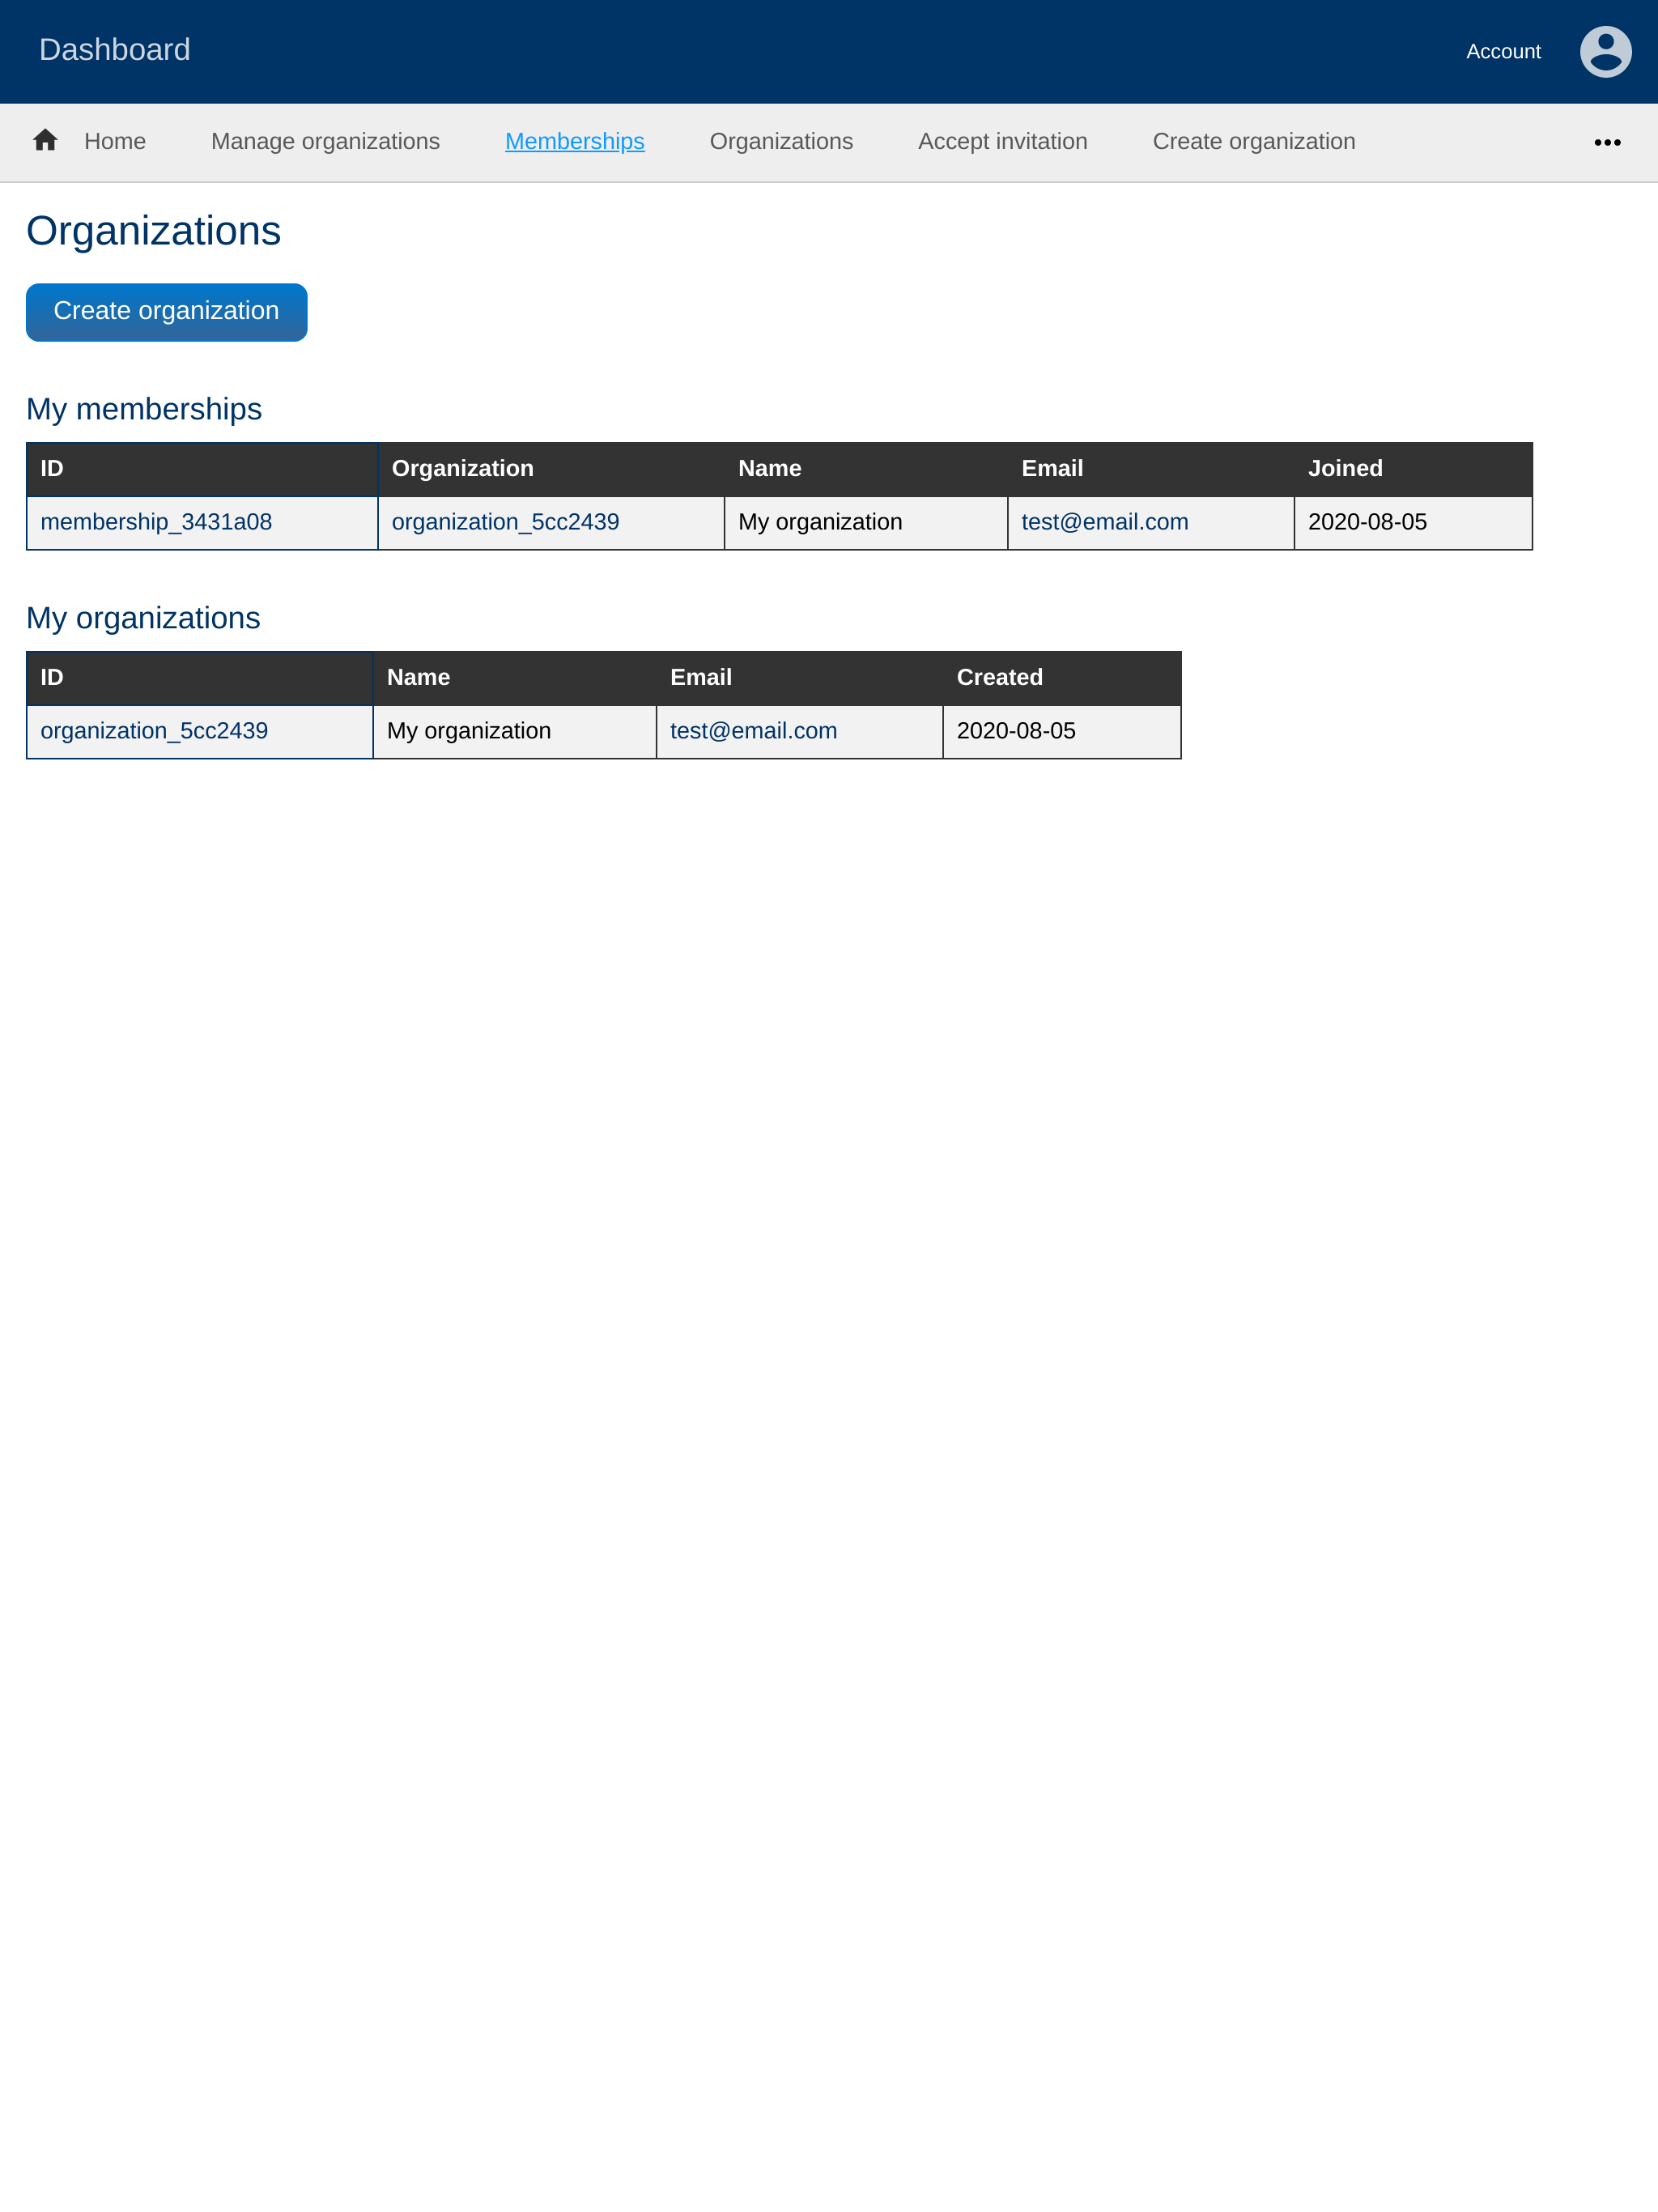 Dashboard
Account
Home Manage organizations Memberships Organizations Accept invitation Create organization
Organizations
Create organization
My memberships
ID Organization Name Email Joined
membership_3431a08 organization_5cc2439 My organization test@email.com 2020-08-05
My organizations
ID Name Email Created
organization_5cc2439 My organization test@email.com 2020-08-05